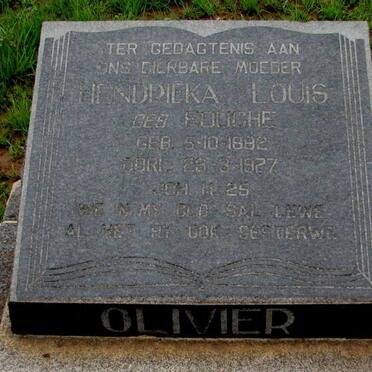 TER GEDAGTENIS AAN
ONS DIERBARE MOEDER
HENDRIEKA LOUIS
GEB FOUCHE
GEB. 5-10-1892
OORL. 28-3-1977
JOH. 11:25
WIE IN MY GLO SAL LEWE
AL HET HY OOK GESTERWE
OLIVIER